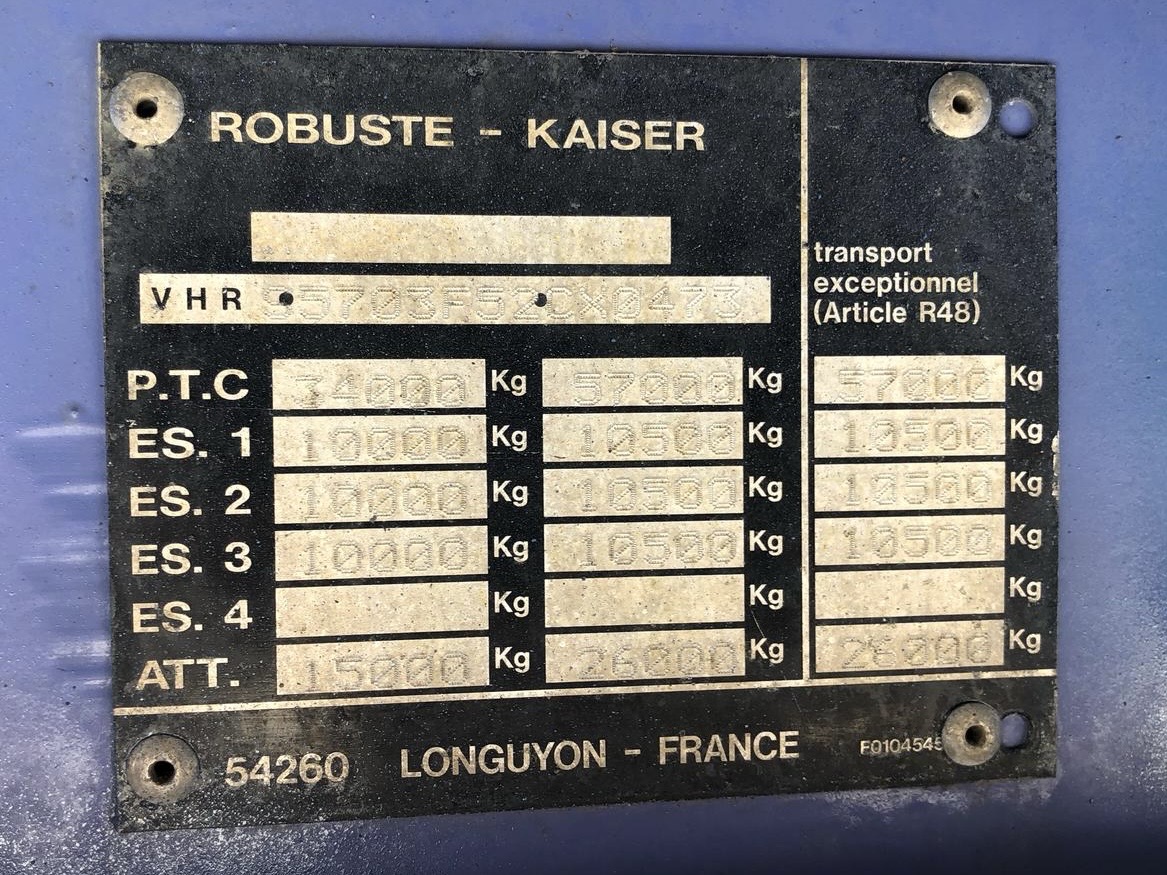 ROBUSTE - KAISER
transport
exceptionnel
(Article R48)
VHR S5703F52CX0473
P.T.C 34000 Kg 57000 Kg 57000 Kg
ES. 1 10000 Kg 10500 Kg 10500 Kg
ES. 2 10000 Kg 10500 Kg 10500 Kg
ES. 3 10000 Kg 10500 Kg 10500 Kg
ES. 4 Kg Kg Kg
ATT. 15000 Kg 26000 Kg 26000 Kg
54260 LONGUYON - FRANCE